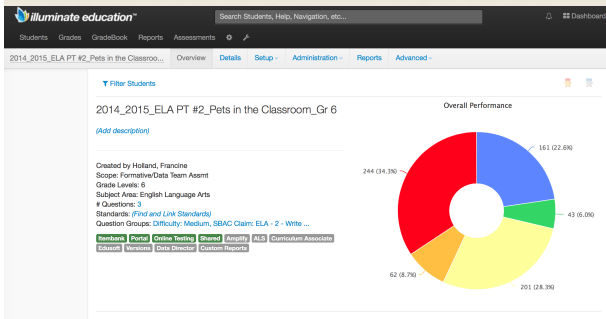 illuminate education™
Search Students, Help, Navigation, etc...
Dashboard
Students Grades GradeBook Reports Assessments
2014_2015_ELA PT #2_Pets in the Classroo... Overview Details Setup Administration Reports Advanced
Filter Students
2014_2015_ELA PT #2_Pets in the Classroom_Gr 6
(Add description)
Created by Holland, Francine
Scope: Formative/Data Team Assmt
Grade Levels: 6
Subject Area: English Language Arts
# Questions: 3
Standards: (Find and Link Standards)
Question Groups: Difficulty: Medium, SBAC Claim: ELA - 2 - Write ...
Itembank Portal Online Testing Shared Amplify ALS Curriculum Associate
Edusoft Versions Data Director Custom Reports
Overall Performance
161 (22.6%)
244 (34.3%)
43 (6.0%)
62 (8.7%)
201 (28.3%)